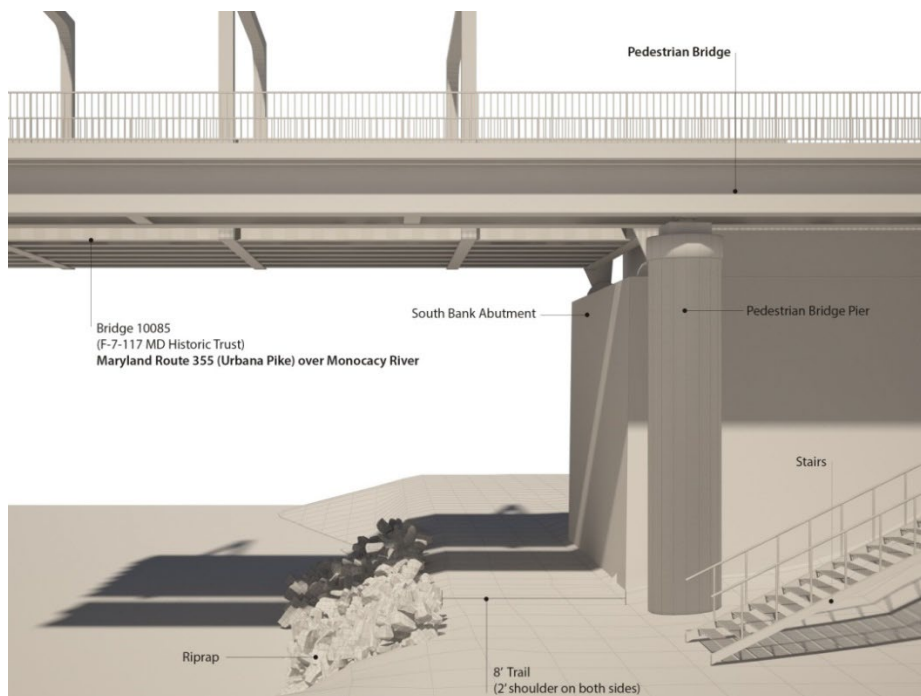 Pedestrian Bridge
South Bank Abutment
Pedestrian Bridge Pier
Bridge 10085
(F-7-117 MD Historic Trust)
Maryland Route 355 (Urbana Pike) over Monocacy River
Stairs
Riprap
8' Trail
(2' shoulder on both sides)